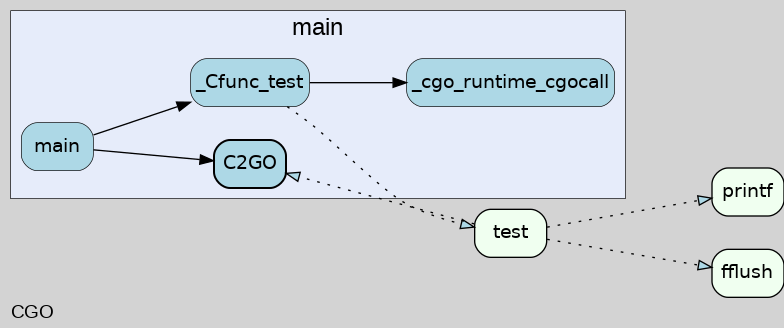 main
_Cfunc_test
_cgo_runtime_cgocall
main
C2GO
printf
test
fflush
CGO